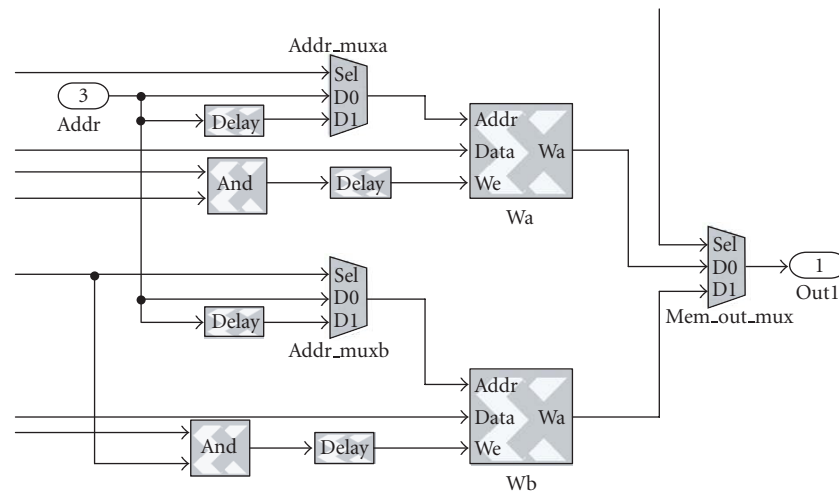 Addr_muxa
Sel
3
D0
Addr
Delay
D1
Addr
Data
Wa
And
Delay
We
Wa
Sel
D0
1
D1
Out1
Mem_out_mux
Sel
D0
Delay
D1
Addr_muxb
Addr
Data
Wa
And
Delay
We
Wb